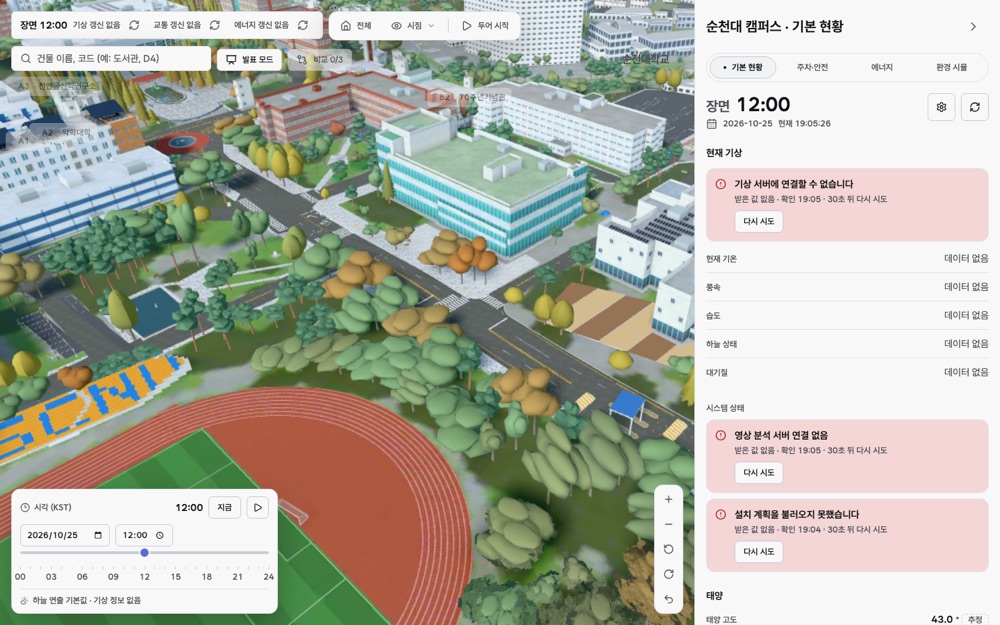 장면 12:00 기상 갱신 없음 교통 갱신 없음 에너지 갱신 없음
전체 시점 투어 시작
건물 이름, 코드 (예: 도서관, D4)
발표 모드
비교 0/3
순천대학교
B2 70주년기념관
A2 약학대학
A1
SCNU
시각 (KST) 12:00 지금
2026/10/25 12:00
00 03 06 09 12 15 18 21 24
하늘 연출 기본값 · 기상 정보 없음
순천대 캠퍼스 · 기본 현황
기본 현황 주차·안전 에너지 환경 시뮬
장면 12:00
2026-10-25 현재 19:05:26
현재 기상
기상 서버에 연결할 수 없습니다
받은 값 없음 · 확인 19:05 · 30초 뒤 다시 시도
다시 시도
현재 기온 데이터 없음
풍속 데이터 없음
습도 데이터 없음
하늘 상태 데이터 없음
대기질 데이터 없음
시스템 상태
영상 분석 서버 연결 없음
받은 값 없음 · 확인 19:05 · 30초 뒤 다시 시도
다시 시도
설치 계획을 불러오지 못했습니다
받은 값 없음 · 확인 19:04 · 30초 뒤 다시 시도
다시 시도
태양
태양 고도 43.0 ° 추정